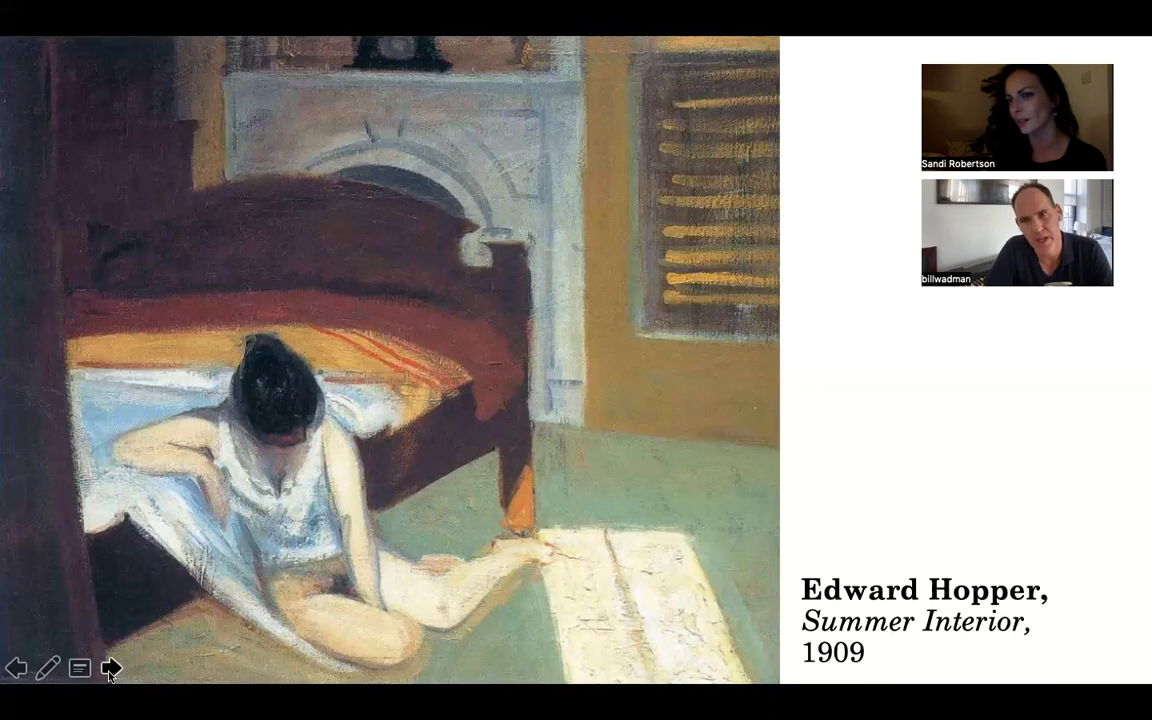 Sandi Robertson
billwadman
Edward Hopper,
Summer Interior,
1909